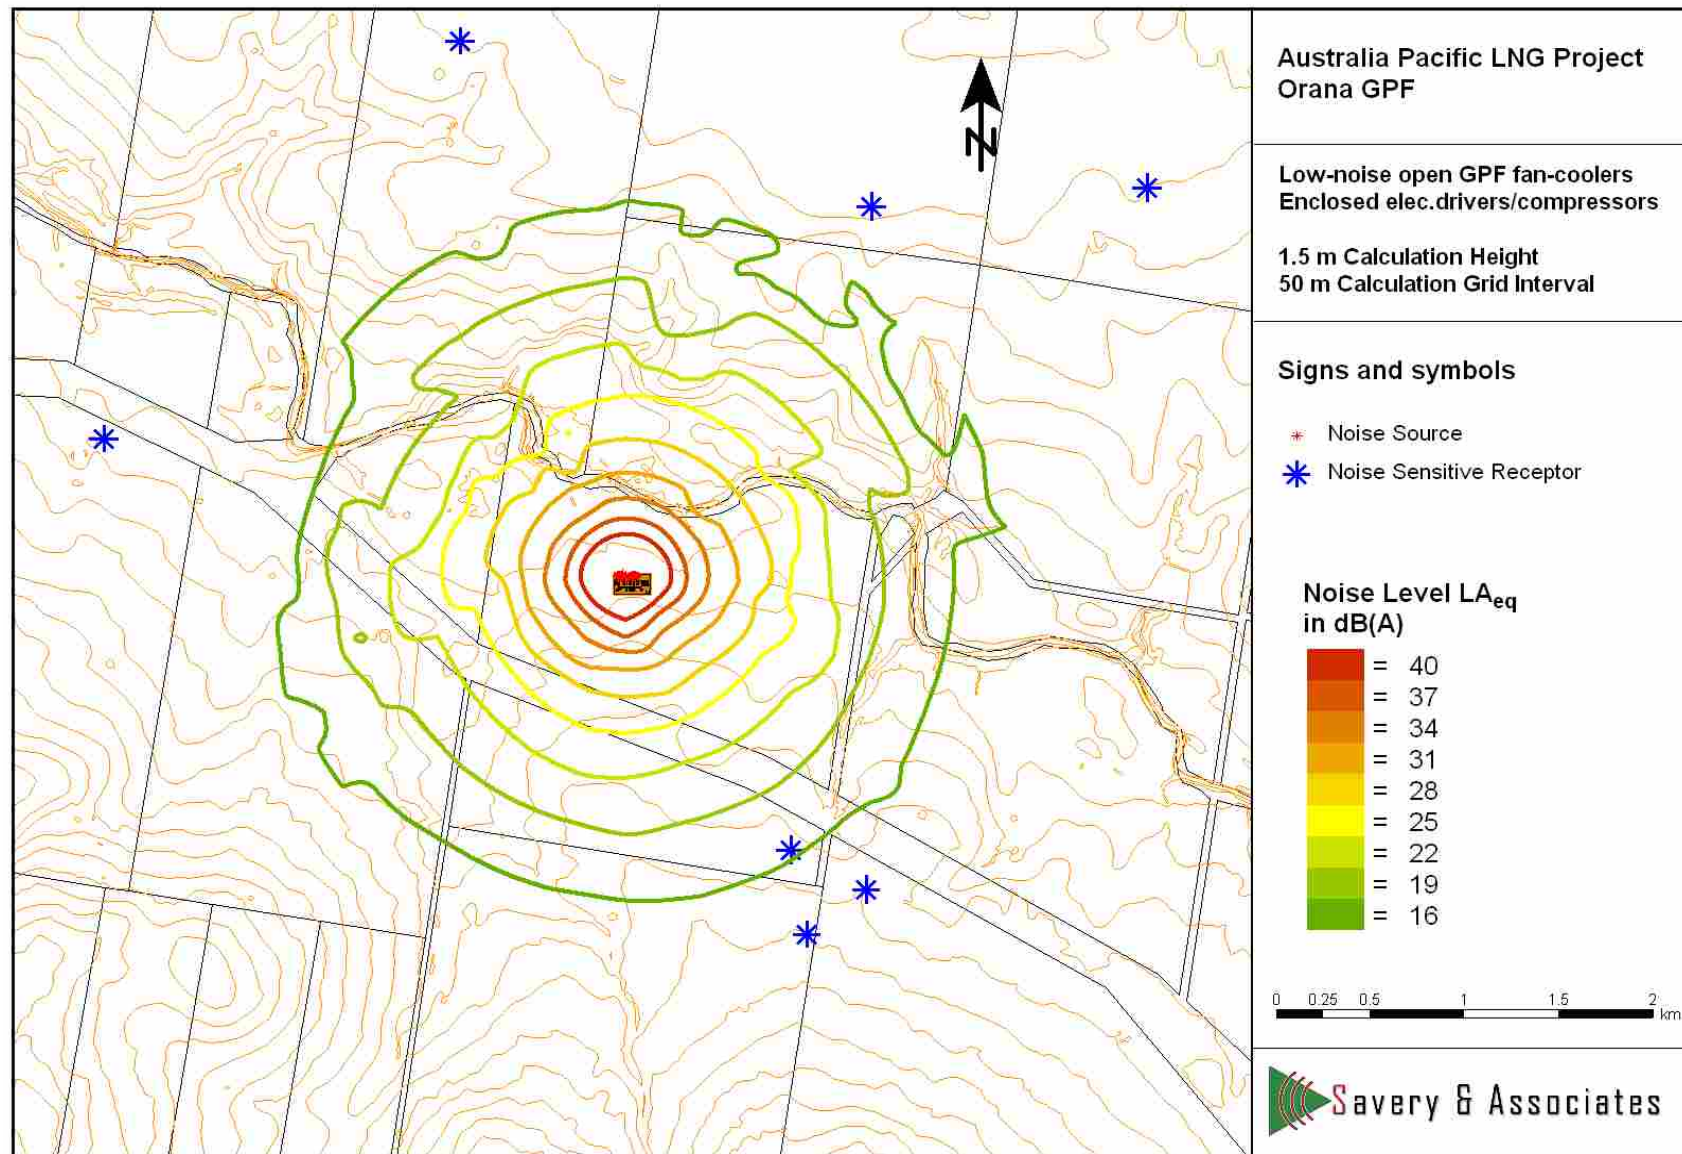 Australia Pacific LNG Project
Orana GPF
Low-noise open GPF fan-coolers
Enclosed elec.drivers/compressors
1.5 m Calculation Height
50 m Calculation Grid Interval
N
Signs and symbols
Noise Source
Noise Sensitive Receptor
Noise Level LAeq
in dB(A)
= 40
= 37
= 34
= 31
= 28
= 25
= 22
= 19
= 16
0 0.25 0.5 1 1.5 2
km
Savery & Associates